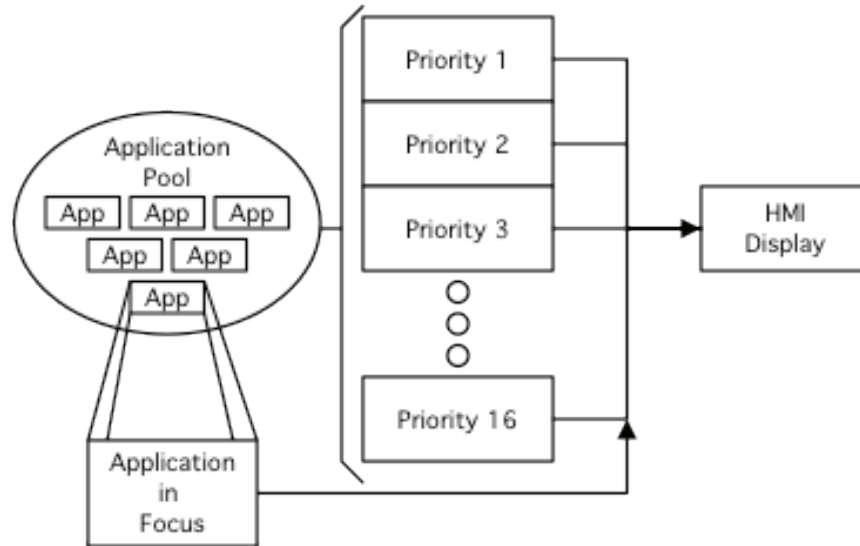 Application
Pool
App App App
App App
App
Application
in
Focus
Priority 1
Priority 2
Priority 3
Priority 16
HMI
Display